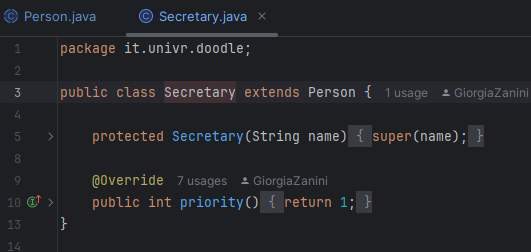 Person.java
Secretary.java
1 package it.univr.doodle;
2
3 public class Secretary extends Person { 1 usage GiorgiaZanini
4
5 protected Secretary(String name) { super(name); }
8
9 @Override 7 usages GiorgiaZanini
10 public int priority() { return 1; }
13 }
14